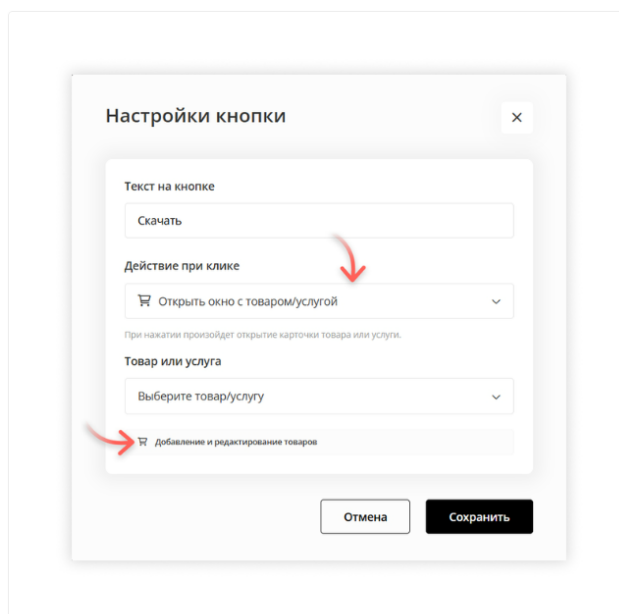 Настройки кнопки
Текст на кнопке
Скачать
Действие при клике
Открыть окно с товаром/услугой
При нажатии произойдет открытие карточки товара или услуги.
Товар или услуга
Выберите товар/услугу
Добавление и редактирование товаров
Отмена
Сохранить